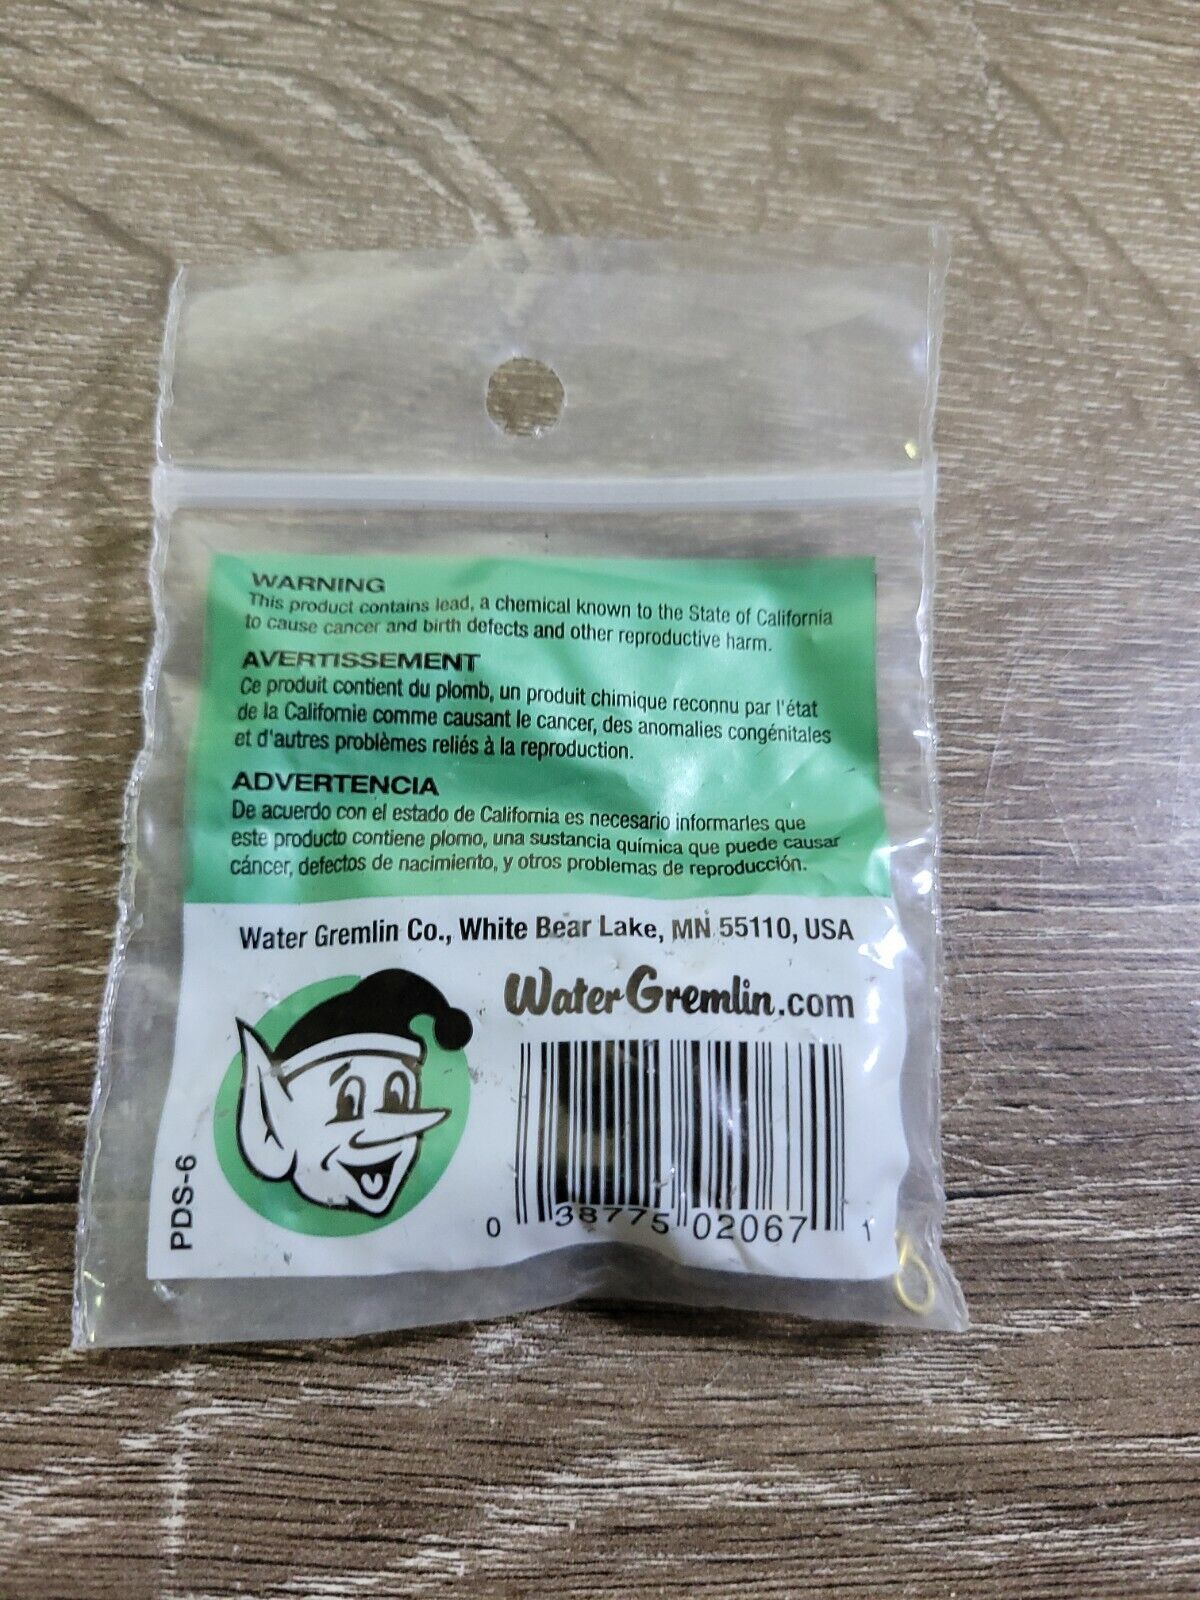 WARNING
This product contains lead, a chemical known to the State of California
to cause cancer and birth defects and other reproductive harm.
AVERTISSEMENT
Ce produit contient du plomb, un produit chimique reconnu par l'état
de la Californie comme causant le cancer, des anomalies congénitales
et d'autres problèmes reliés à la reproduction.
ADVERTENCIA
De acuerdo con el estado de California es necesario informarles que
este producto contiene plomo, una sustancia química que puede causar
cáncer, defectos de nacimiento, y otros problemas de reproducción.
Water Gremlin Co., White Bear Lake, MN 55110, USA
WaterGremlin.com
PDS-6
0 38775 02067 1